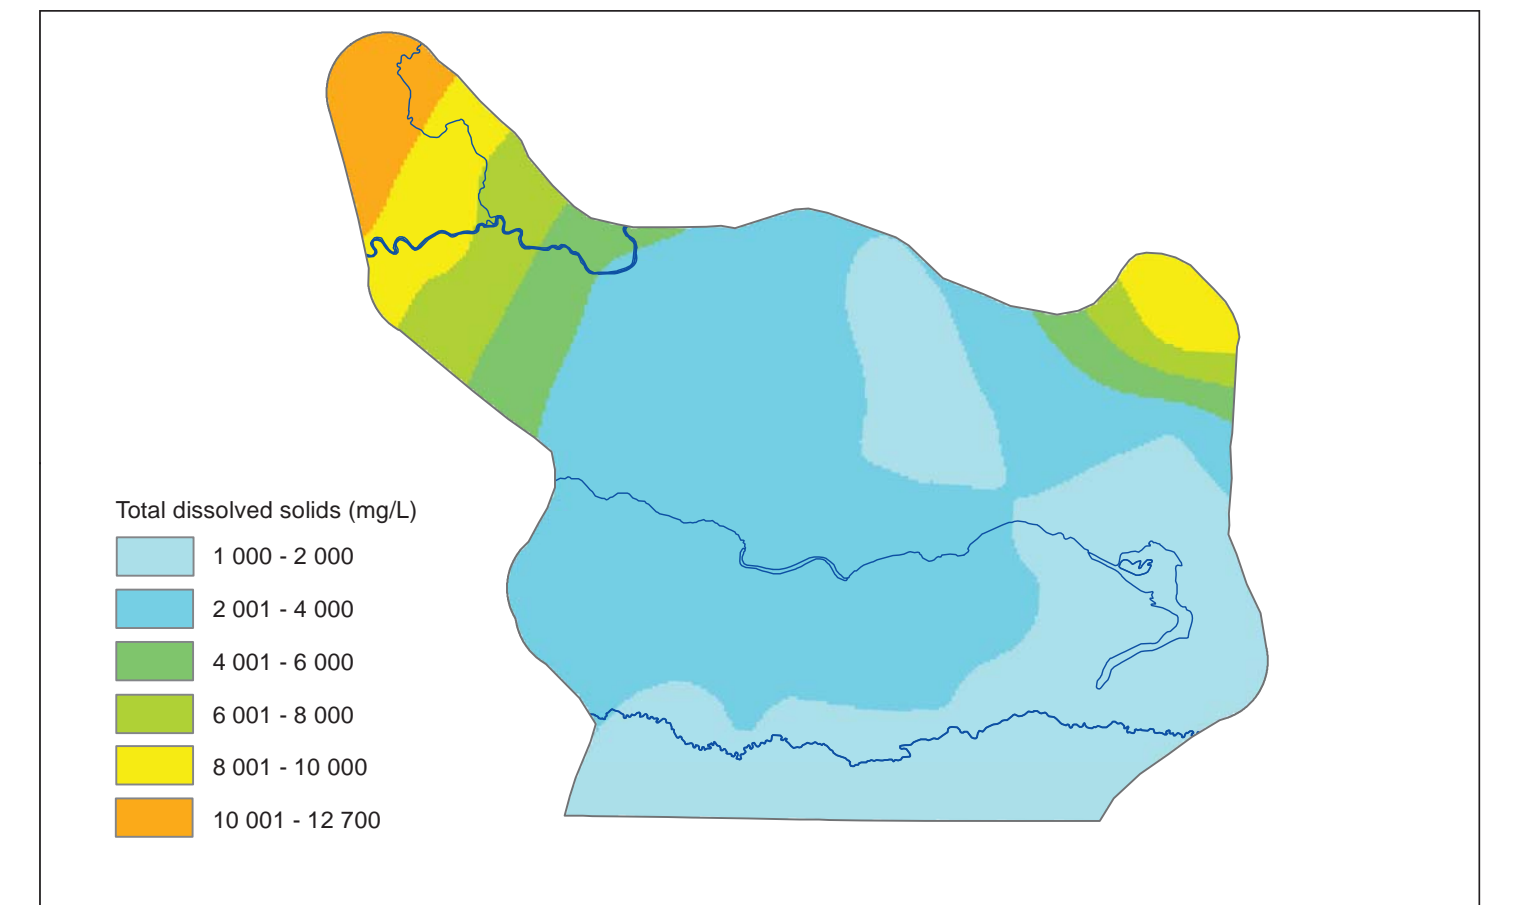 Total dissolved solids (mg/L)
1 000 - 2 000
2 001 - 4 000
4 001 - 6 000
6 001 - 8 000
8 001 - 10 000
10 001 - 12 700